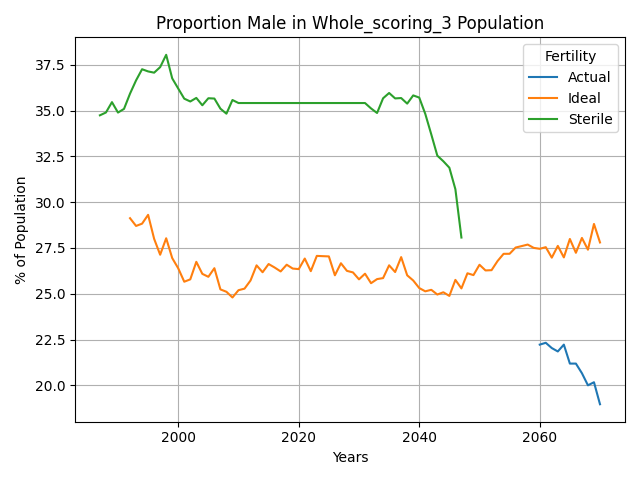 Proportion Male in Whole_scoring_3 Population
% of Population
37.5
35.0
32.5
30.0
27.5
25.0
22.5
20.0
Fertility
Actual
Ideal
Sterile
2000
2020
2040
2060
Years